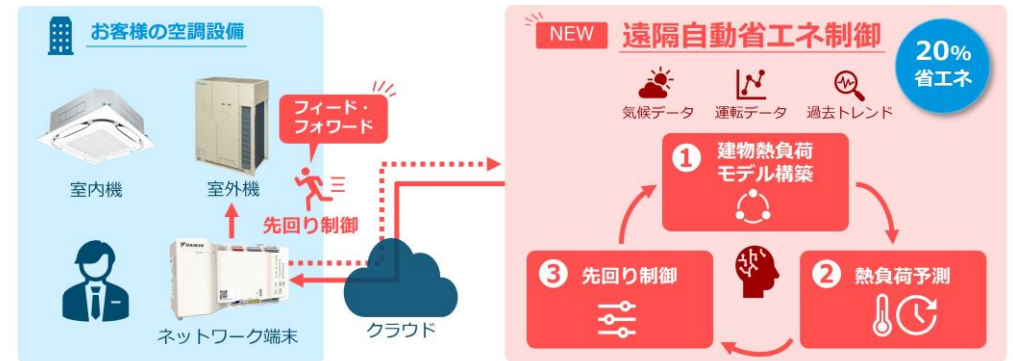 お客様の空調設備
室内機
室外機
フィード・
フォワード
先回り制御
DAIKIN
ネットワーク端末
クラウド
NEW
遠隔自動省エネ制御
20%
省エネ
気候データ
運転データ
過去トレンド
1 建物熱負荷
モデル構築
2 熱負荷予測
3 先回り制御